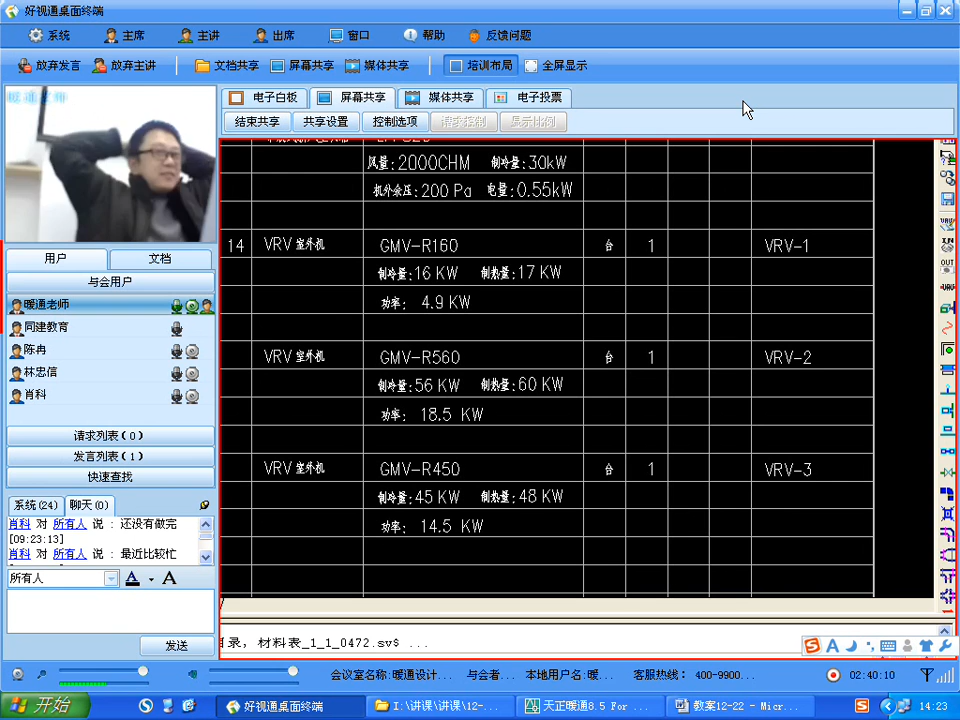 好视通桌面终端
系统 主席 主讲 出席 窗口 帮助 反馈问题
放弃发言 放弃主讲 文档共享 屏幕共享 媒体共享 培训布局 全屏显示
暖通老师
电子白板 屏幕共享 媒体共享 电子投票
结束共享 共享设置 控制选项 请求控制 显示比例
风量:2000CHM 制冷量:30kW
机外余压:200 Pa 电量:0.55kW
14 VRV室外机 GMV-R160 台 1 VRV-1
制冷量:16 KW 制热量:17 KW
功率: 4.9 KW
VRV室外机 GMV-R560 台 1 VRV-2
制冷量:56 KW 制热量:60 KW
功率: 18.5 KW
VRV室外机 GMV-R450 台 1 VRV-3
制冷量:45 KW 制热量:48 KW
功率: 14.5 KW
用户 文档
与会用户
暖通老师
同建教育
陈冉
林忠信
肖科
请求列表(0)
发言列表(1)
快速查找
系统(24) 聊天(0)
肖科 对 所有人 说 : 还没有做完
[09:23:13]
肖科 对 所有人 说 : 最近比较忙
所有人 A A
发送
目录, 材料表_1_1_0472.sv$ ...
会议室名称:暖通设计... 与会者... 本地用户名:暖... 客服热线: 400-9900... 02:40:10
开始 好视通桌面终端 I:\讲课\讲课\12-... 天正暖通8.5 For ... 教案12-22 - Micr... 14:23